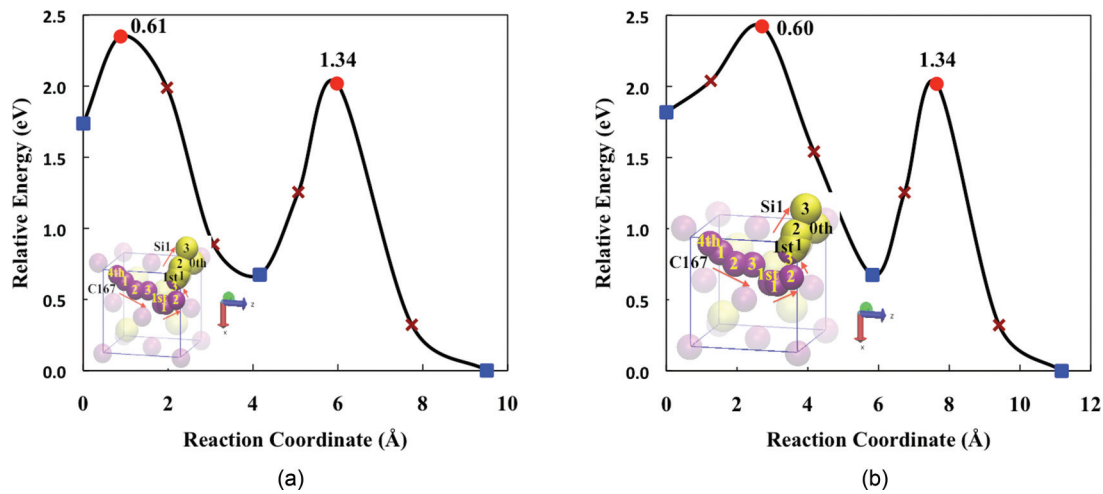 2.5
2.0
1.5
1.0
0.5
0.0
Relative Energy (eV)
0.61
1.34
Si1
3
2
0th
1st
1
C167
4th
1
2
3
1st
1
2
3
z
x
0
2
4
6
8
10
Reaction Coordinate (Å)
(a)
2.5
2.0
1.5
1.0
0.5
0.0
Relative Energy (eV)
0.60
1.34
Si1
3
2
0th
1st
1
C167
4th
1
2
3
1st
1
2
3
z
x
0
2
4
6
8
10
12
Reaction Coordinate (Å)
(b)